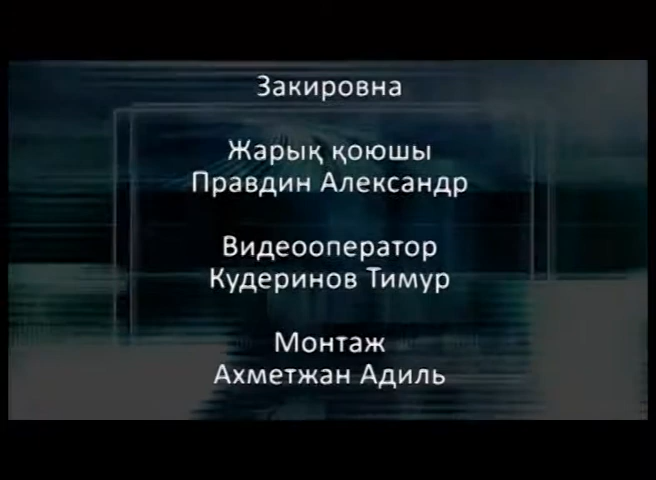 Закировна
Жарық қоюшы
Правдин Александр
Видеооператор
Кудеринов Тимур
Монтаж
Ахметжан Адиль